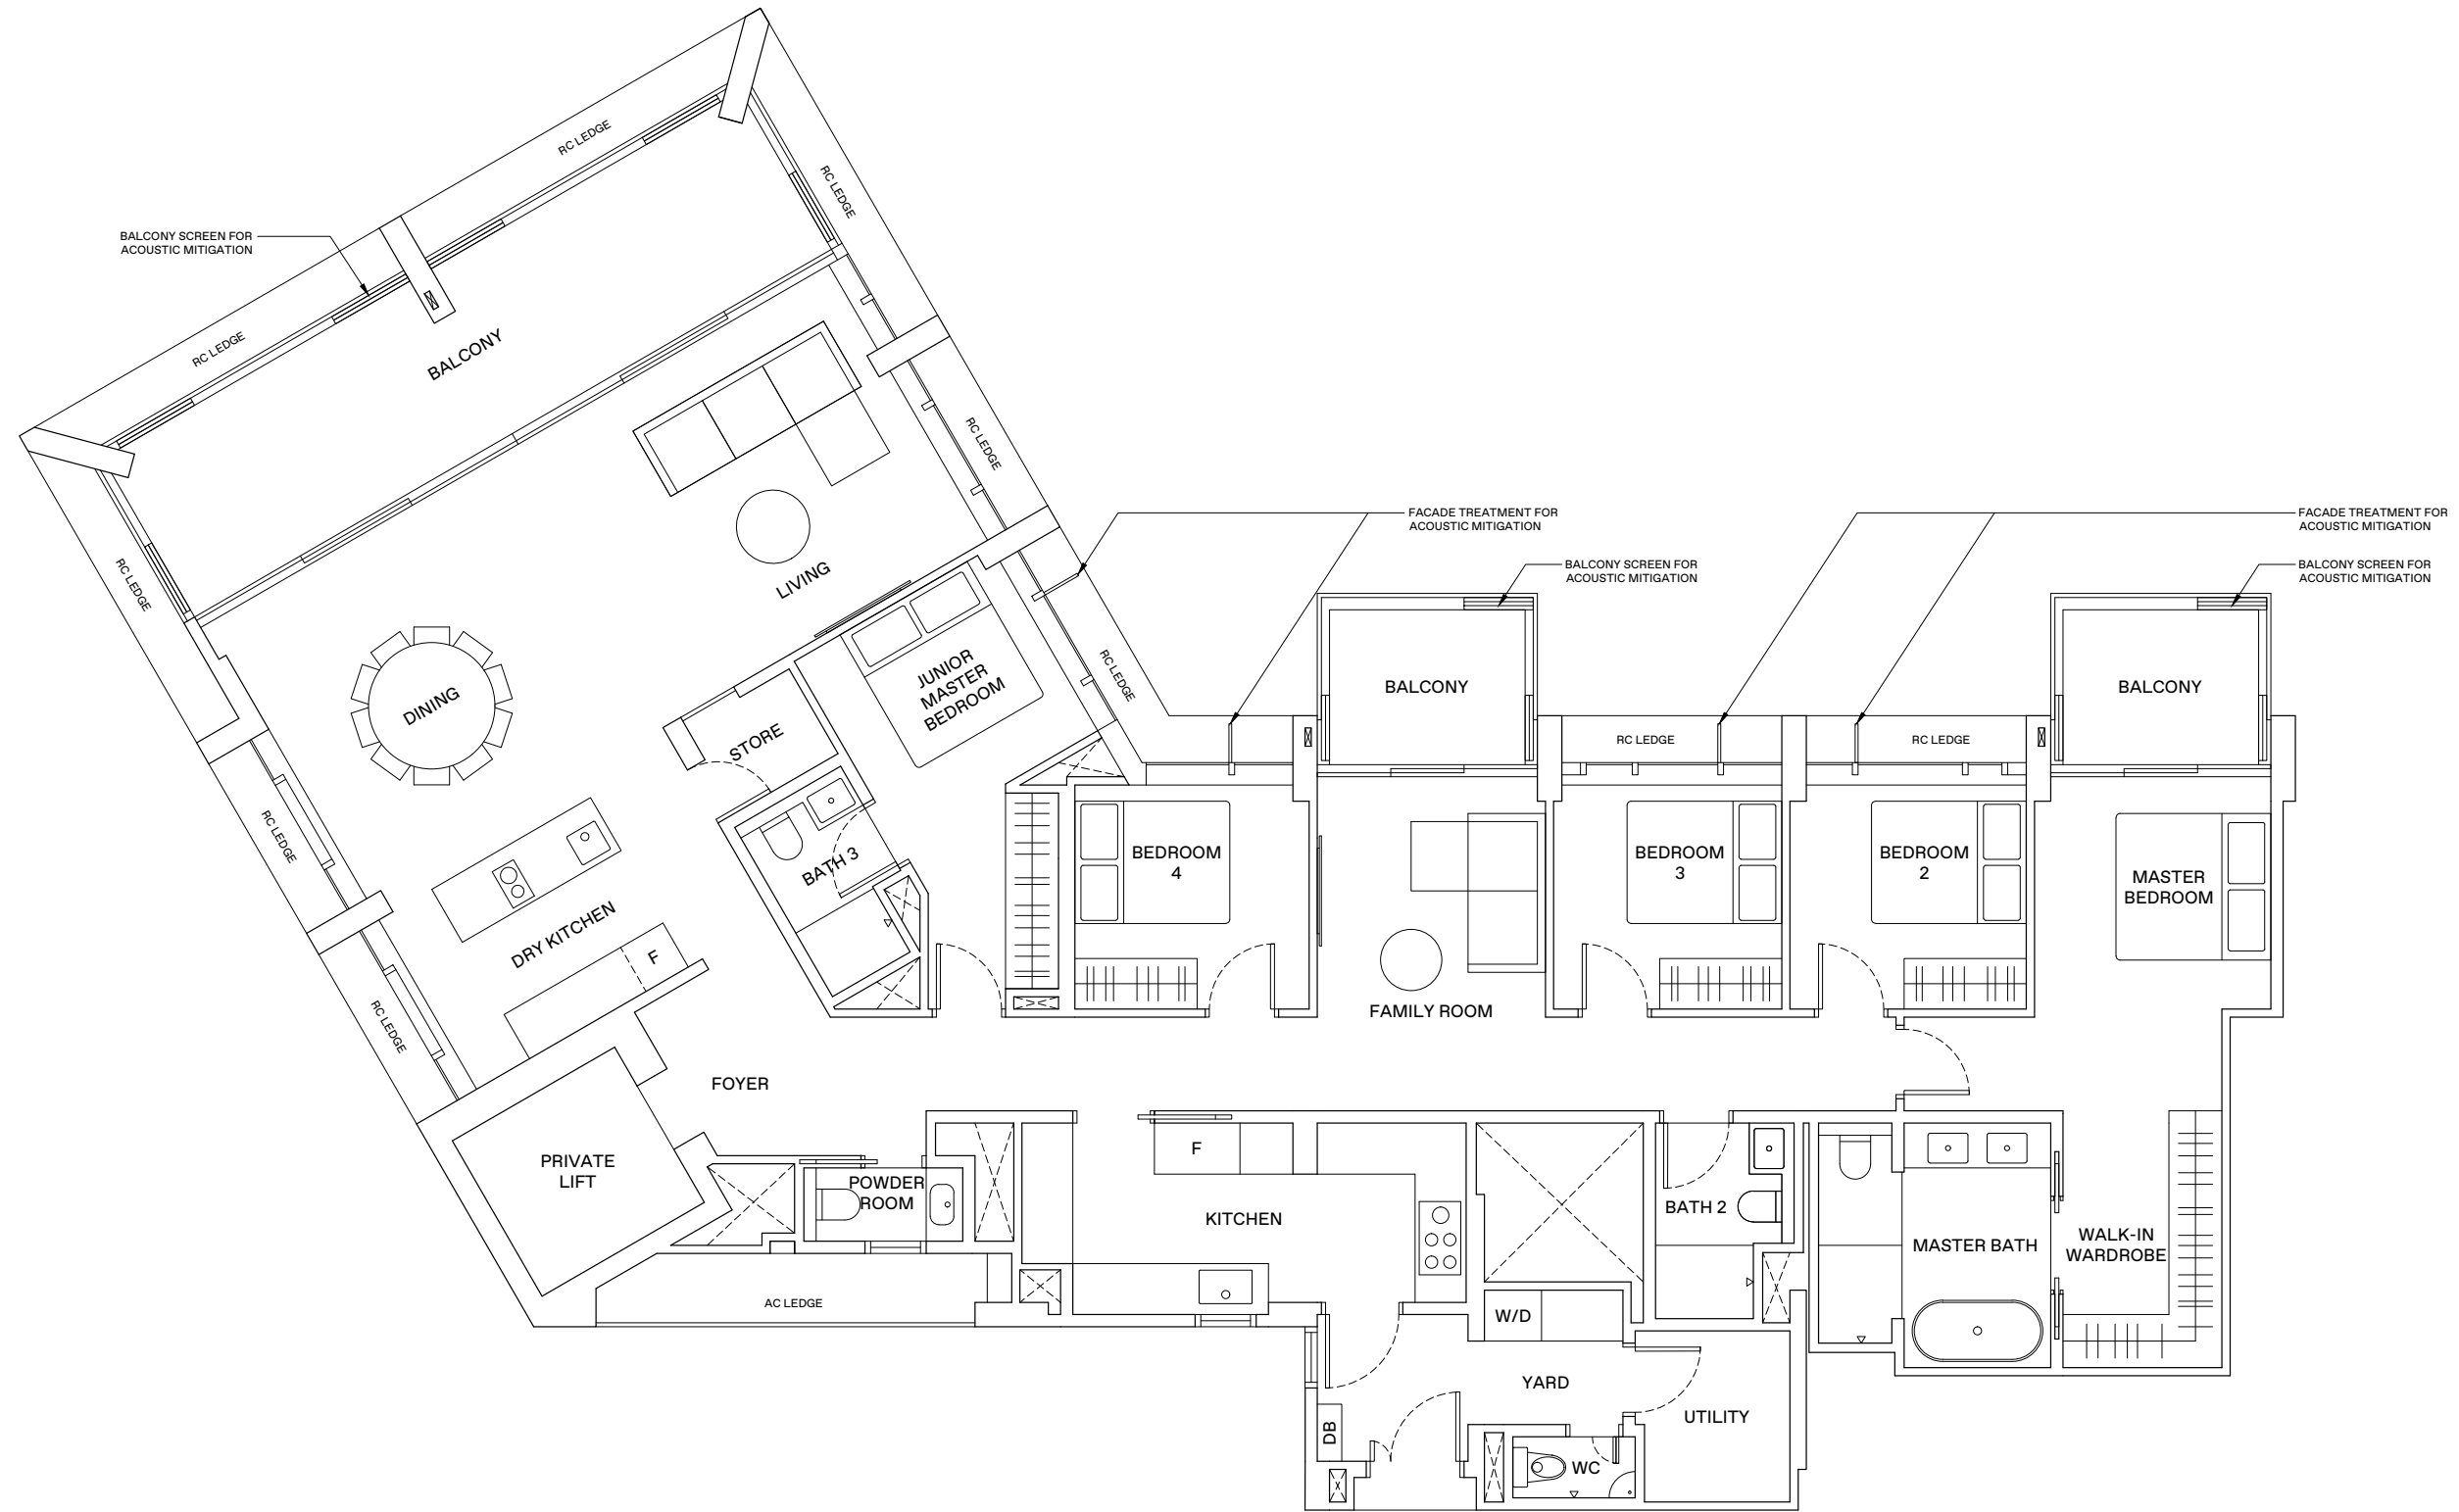 RC LEDGE
RC LEDGE
BALCONY SCREEN FOR
ACOUSTIC MITIGATION
RC LEDGE
BALCONY
RC LEDGE
RC LEDGE
LIVING
DINING
FACADE TREATMENT FOR
ACOUSTIC MITIGATION
FACADE TREATMENT FOR
ACOUSTIC MITIGATION
BALCONY SCREEN FOR
ACOUSTIC MITIGATION
BALCONY SCREEN FOR
ACOUSTIC MITIGATION
JUNIOR
MASTER
BEDROOM
RC LEDGE
BALCONY
BALCONY
STORE
RC LEDGE
RC LEDGE
RC LEDGE
BATH 3
BEDROOM
4
BEDROOM
3
BEDROOM
2
MASTER
BEDROOM
DRY KITCHEN
F
RC LEDGE
FAMILY ROOM
FOYER
PRIVATE
LIFT
POWDER
ROOM
F
KITCHEN
BATH 2
MASTER BATH
WALK-IN
WARDROBE
AC LEDGE
W/D
YARD
UTILITY
DB
WC